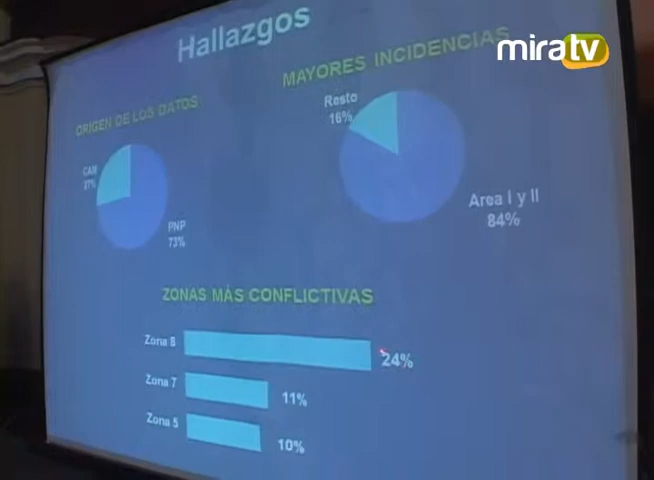 Hallazgos
miratv
ORIGEN DE LOS DATOS
MAYORES INCIDENCIAS
CAM
27%
PNP
73%
Resto
16%
Area I y II
84%
ZONAS MÁS CONFLICTIVAS
Zona 8
24%
Zona 7
11%
Zona 5
10%